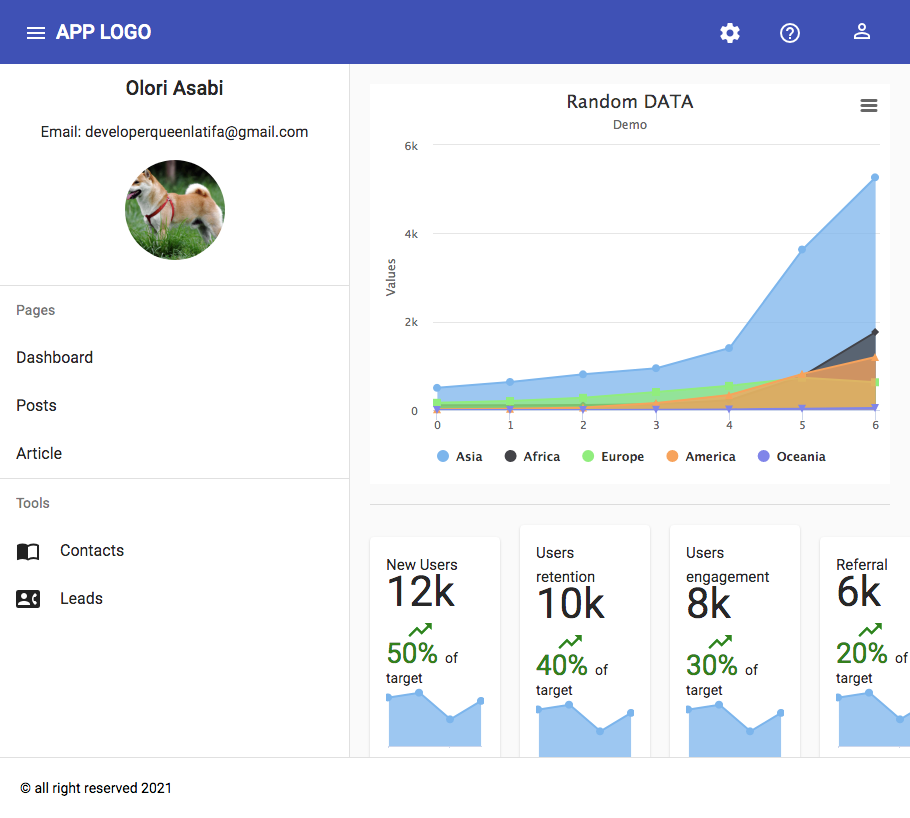 APP LOGO
Olori Asabi
Email: developerqueenlatifa@gmail.com
Pages
Dashboard
Posts
Article
Tools
Contacts
Leads
Random DATA
Demo
Values
6k
4k
2k
0
0 1 2 3 4 5 6
Asia Africa Europe America Oceania
New Users
12k
50% of
target
Users
retention
10k
40% of
target
Users
engagement
8k
30% of
target
Referral
6k
20% of
target
© all right reserved 2021